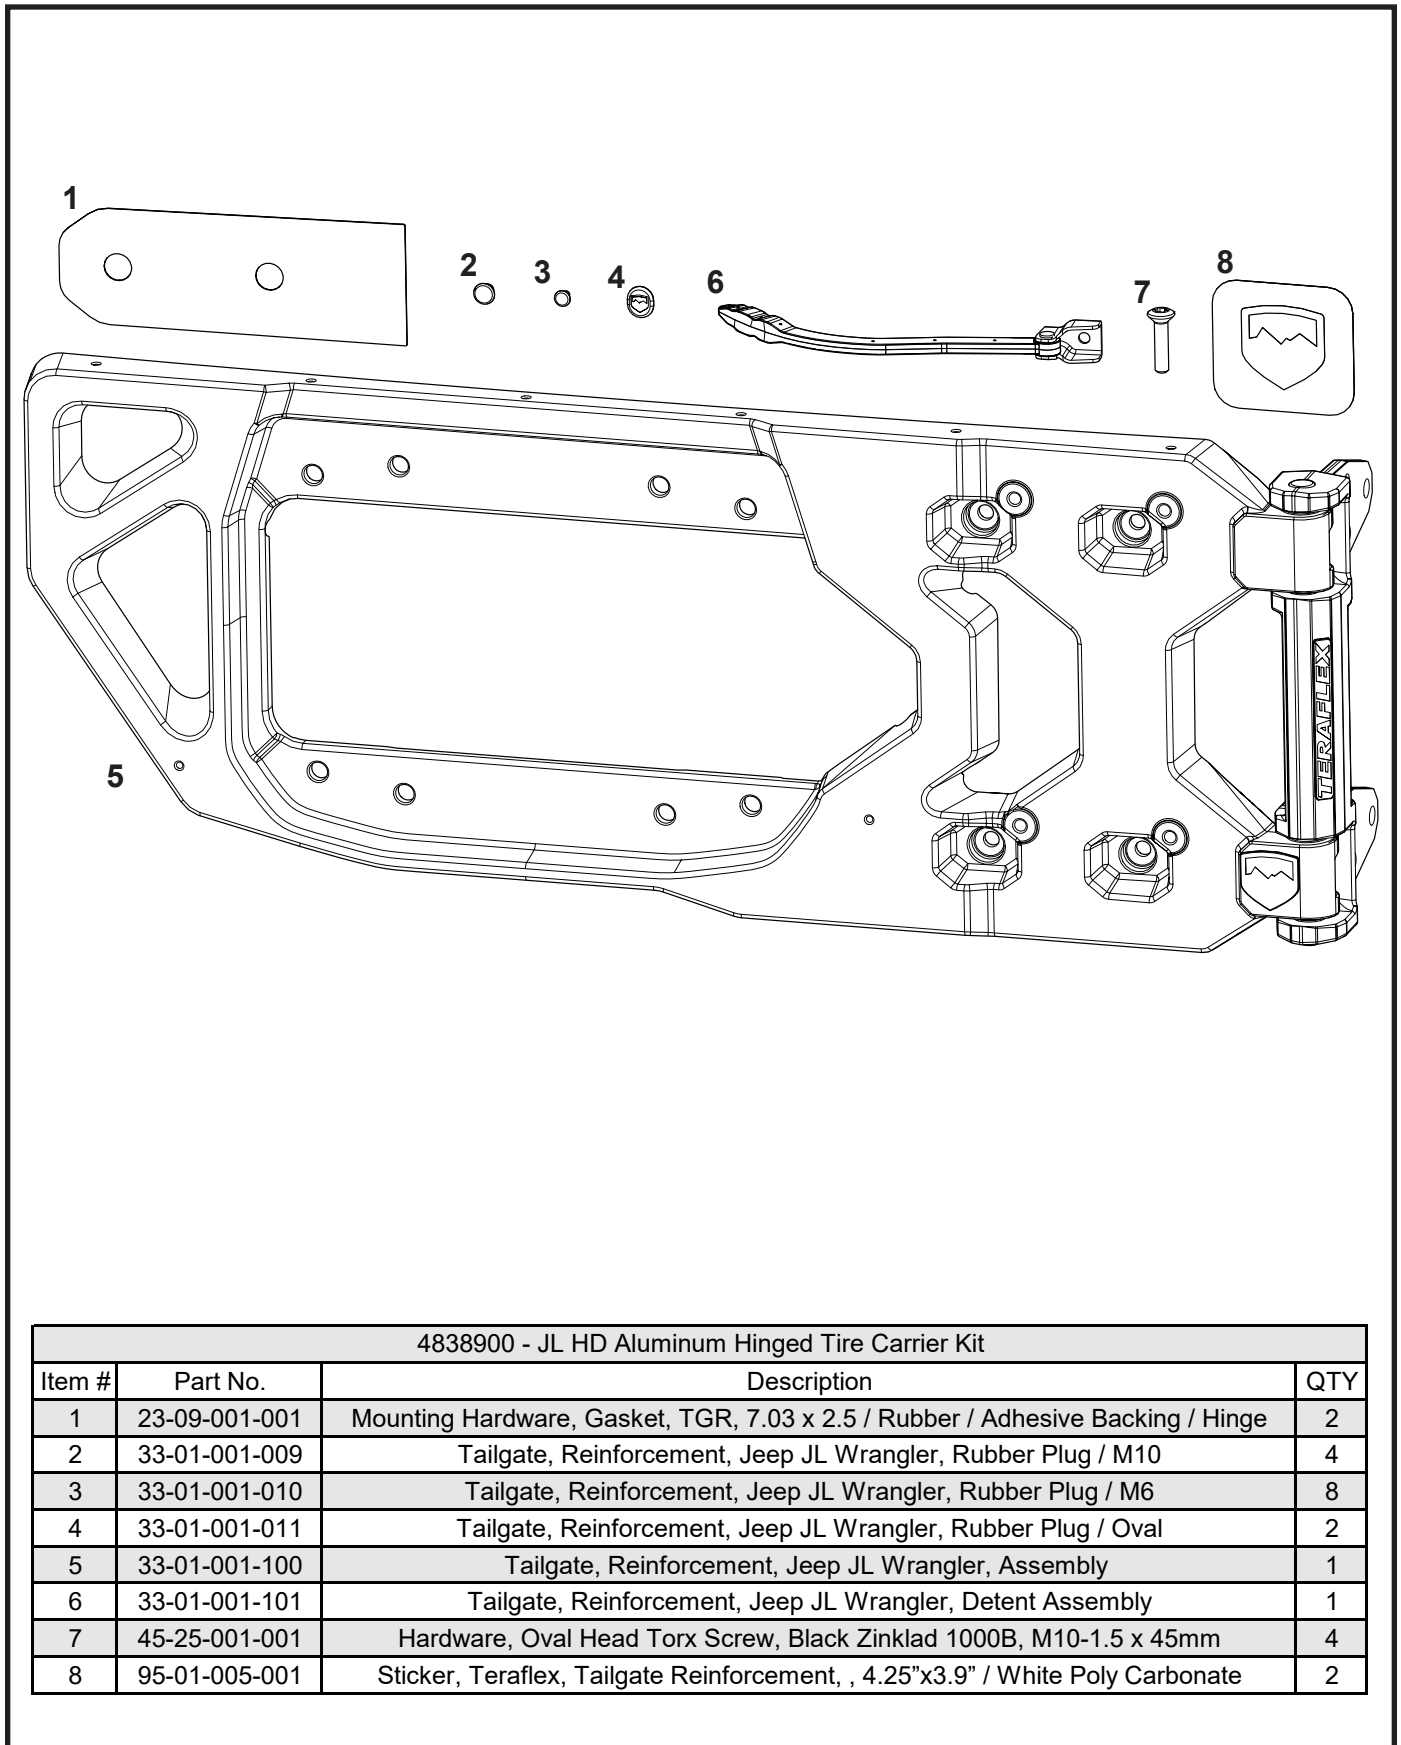 1
2
3
4
6
7
8
5
TERAFLEX
4838900 - JL HD Aluminum Hinged Tire Carrier Kit
Item # Part No. Description QTY
1 23-09-001-001 Mounting Hardware, Gasket, TGR, 7.03 x 2.5 / Rubber / Adhesive Backing / Hinge 2
2 33-01-001-009 Tailgate, Reinforcement, Jeep JL Wrangler, Rubber Plug / M10 4
3 33-01-001-010 Tailgate, Reinforcement, Jeep JL Wrangler, Rubber Plug / M6 8
4 33-01-001-011 Tailgate, Reinforcement, Jeep JL Wrangler, Rubber Plug / Oval 2
5 33-01-001-100 Tailgate, Reinforcement, Jeep JL Wrangler, Assembly 1
6 33-01-001-101 Tailgate, Reinforcement, Jeep JL Wrangler, Detent Assembly 1
7 45-25-001-001 Hardware, Oval Head Torx Screw, Black Zinklad 1000B, M10-1.5 x 45mm 4
8 95-01-005-001 Sticker, Teraflex, Tailgate Reinforcement, , 4.25”x3.9” / White Poly Carbonate 2